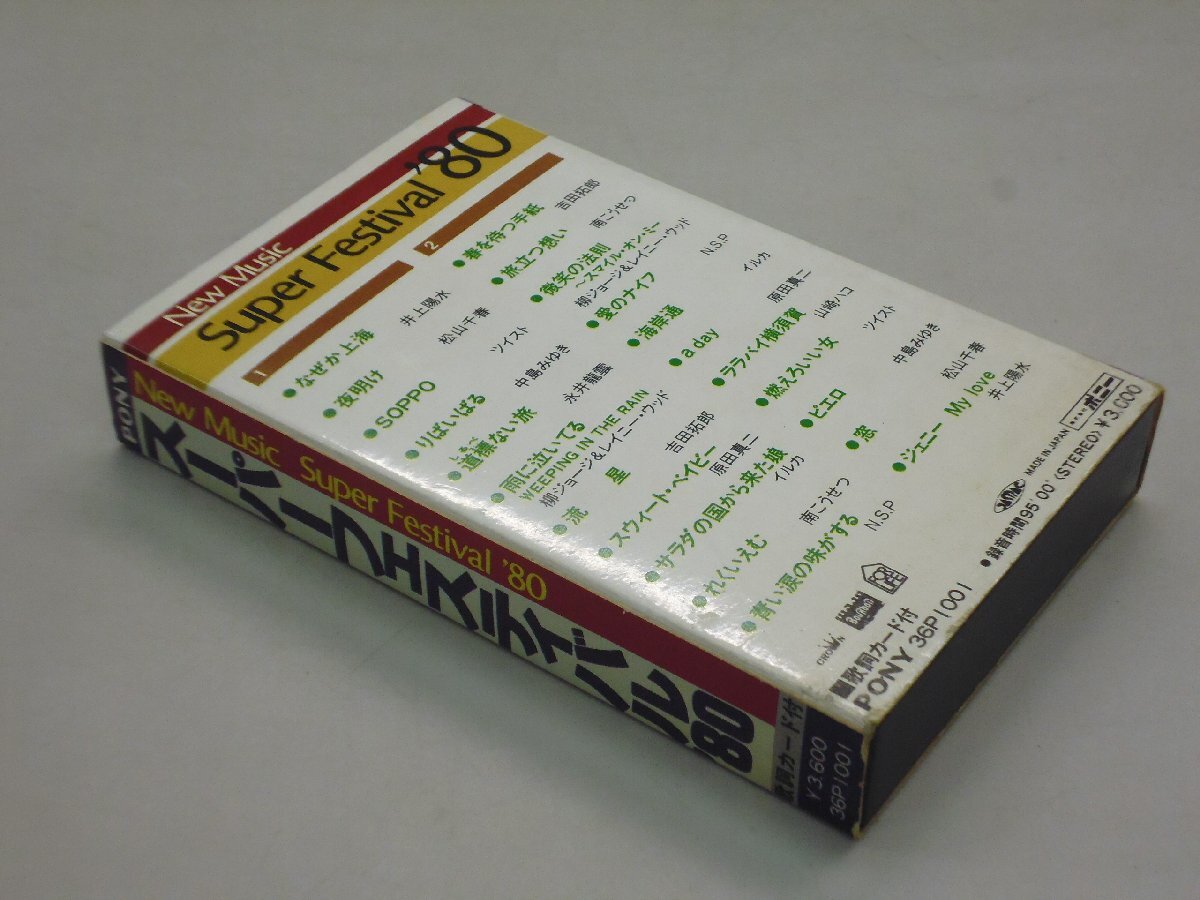 New Music
Super Festival '80
1
●なぜか上海 井上陽水
●夜明け 松山千春
●SOPPO ツイスト
●りばいばる 中島みゆき
●道標ない旅 永井龍雲
●雨に泣いてる
WEEPING IN THE RAIN
柳ジョージ&レイニー・ウッド
●流星 吉田拓郎
●スウィート・ベイビー 原田真二
●サラダの国から来た娘 イルカ
●れくいえむ 南こうせつ
●青い涙の味がする N.S.P
2
●春を待つ手紙 吉田拓郎
●旅立つ想い 南こうせつ
●微笑の法則
〜スマイル・オン・ミー
柳ジョージ&レイニー・ウッド
●愛のナイフ N.S.P
●海岸通 イルカ
●a day 原田真二
●ララバイ横須賀 山崎ハコ
●燃えろいい女 ツイスト
●ピエロ 中島みゆき
●窓 松山千春
●ジェニー My love 井上陽水
CROWN
FOR LIFE
MADE IN JAPAN
株式会社ポニー
●録音時間95'00"〈STEREO〉¥3,600
歌詞カード付
PONY 36P1001
PONY
New Music Super Festival '80
スーパーフェスティバル'80
歌詞カード付
¥3,600
36P1001